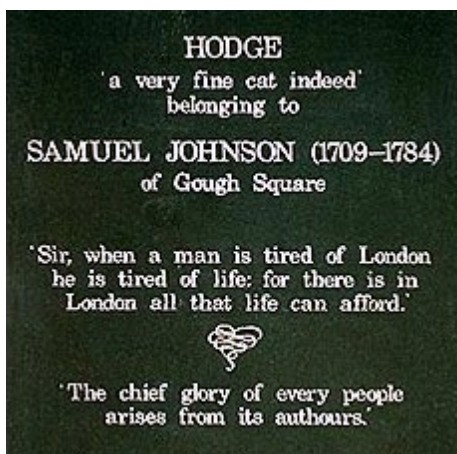 HODGE
'a very fine cat indeed'
belonging to
SAMUEL JOHNSON (1709–1784)
of Gough Square
'Sir, when a man is tired of London
he is tired of life: for there is in
London all that life can afford.'
'The chief glory of every people
arises from its authours.'